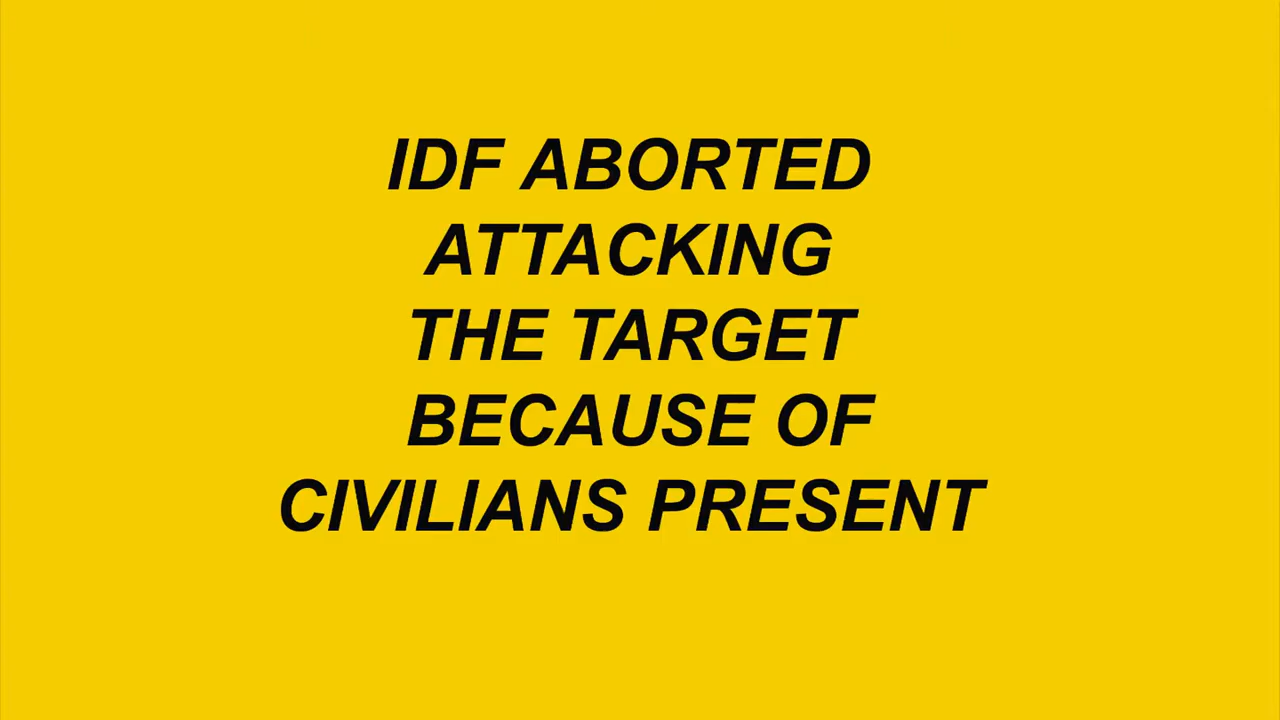 IDF ABORTED
ATTACKING
THE TARGET
BECAUSE OF
CIVILIANS PRESENT